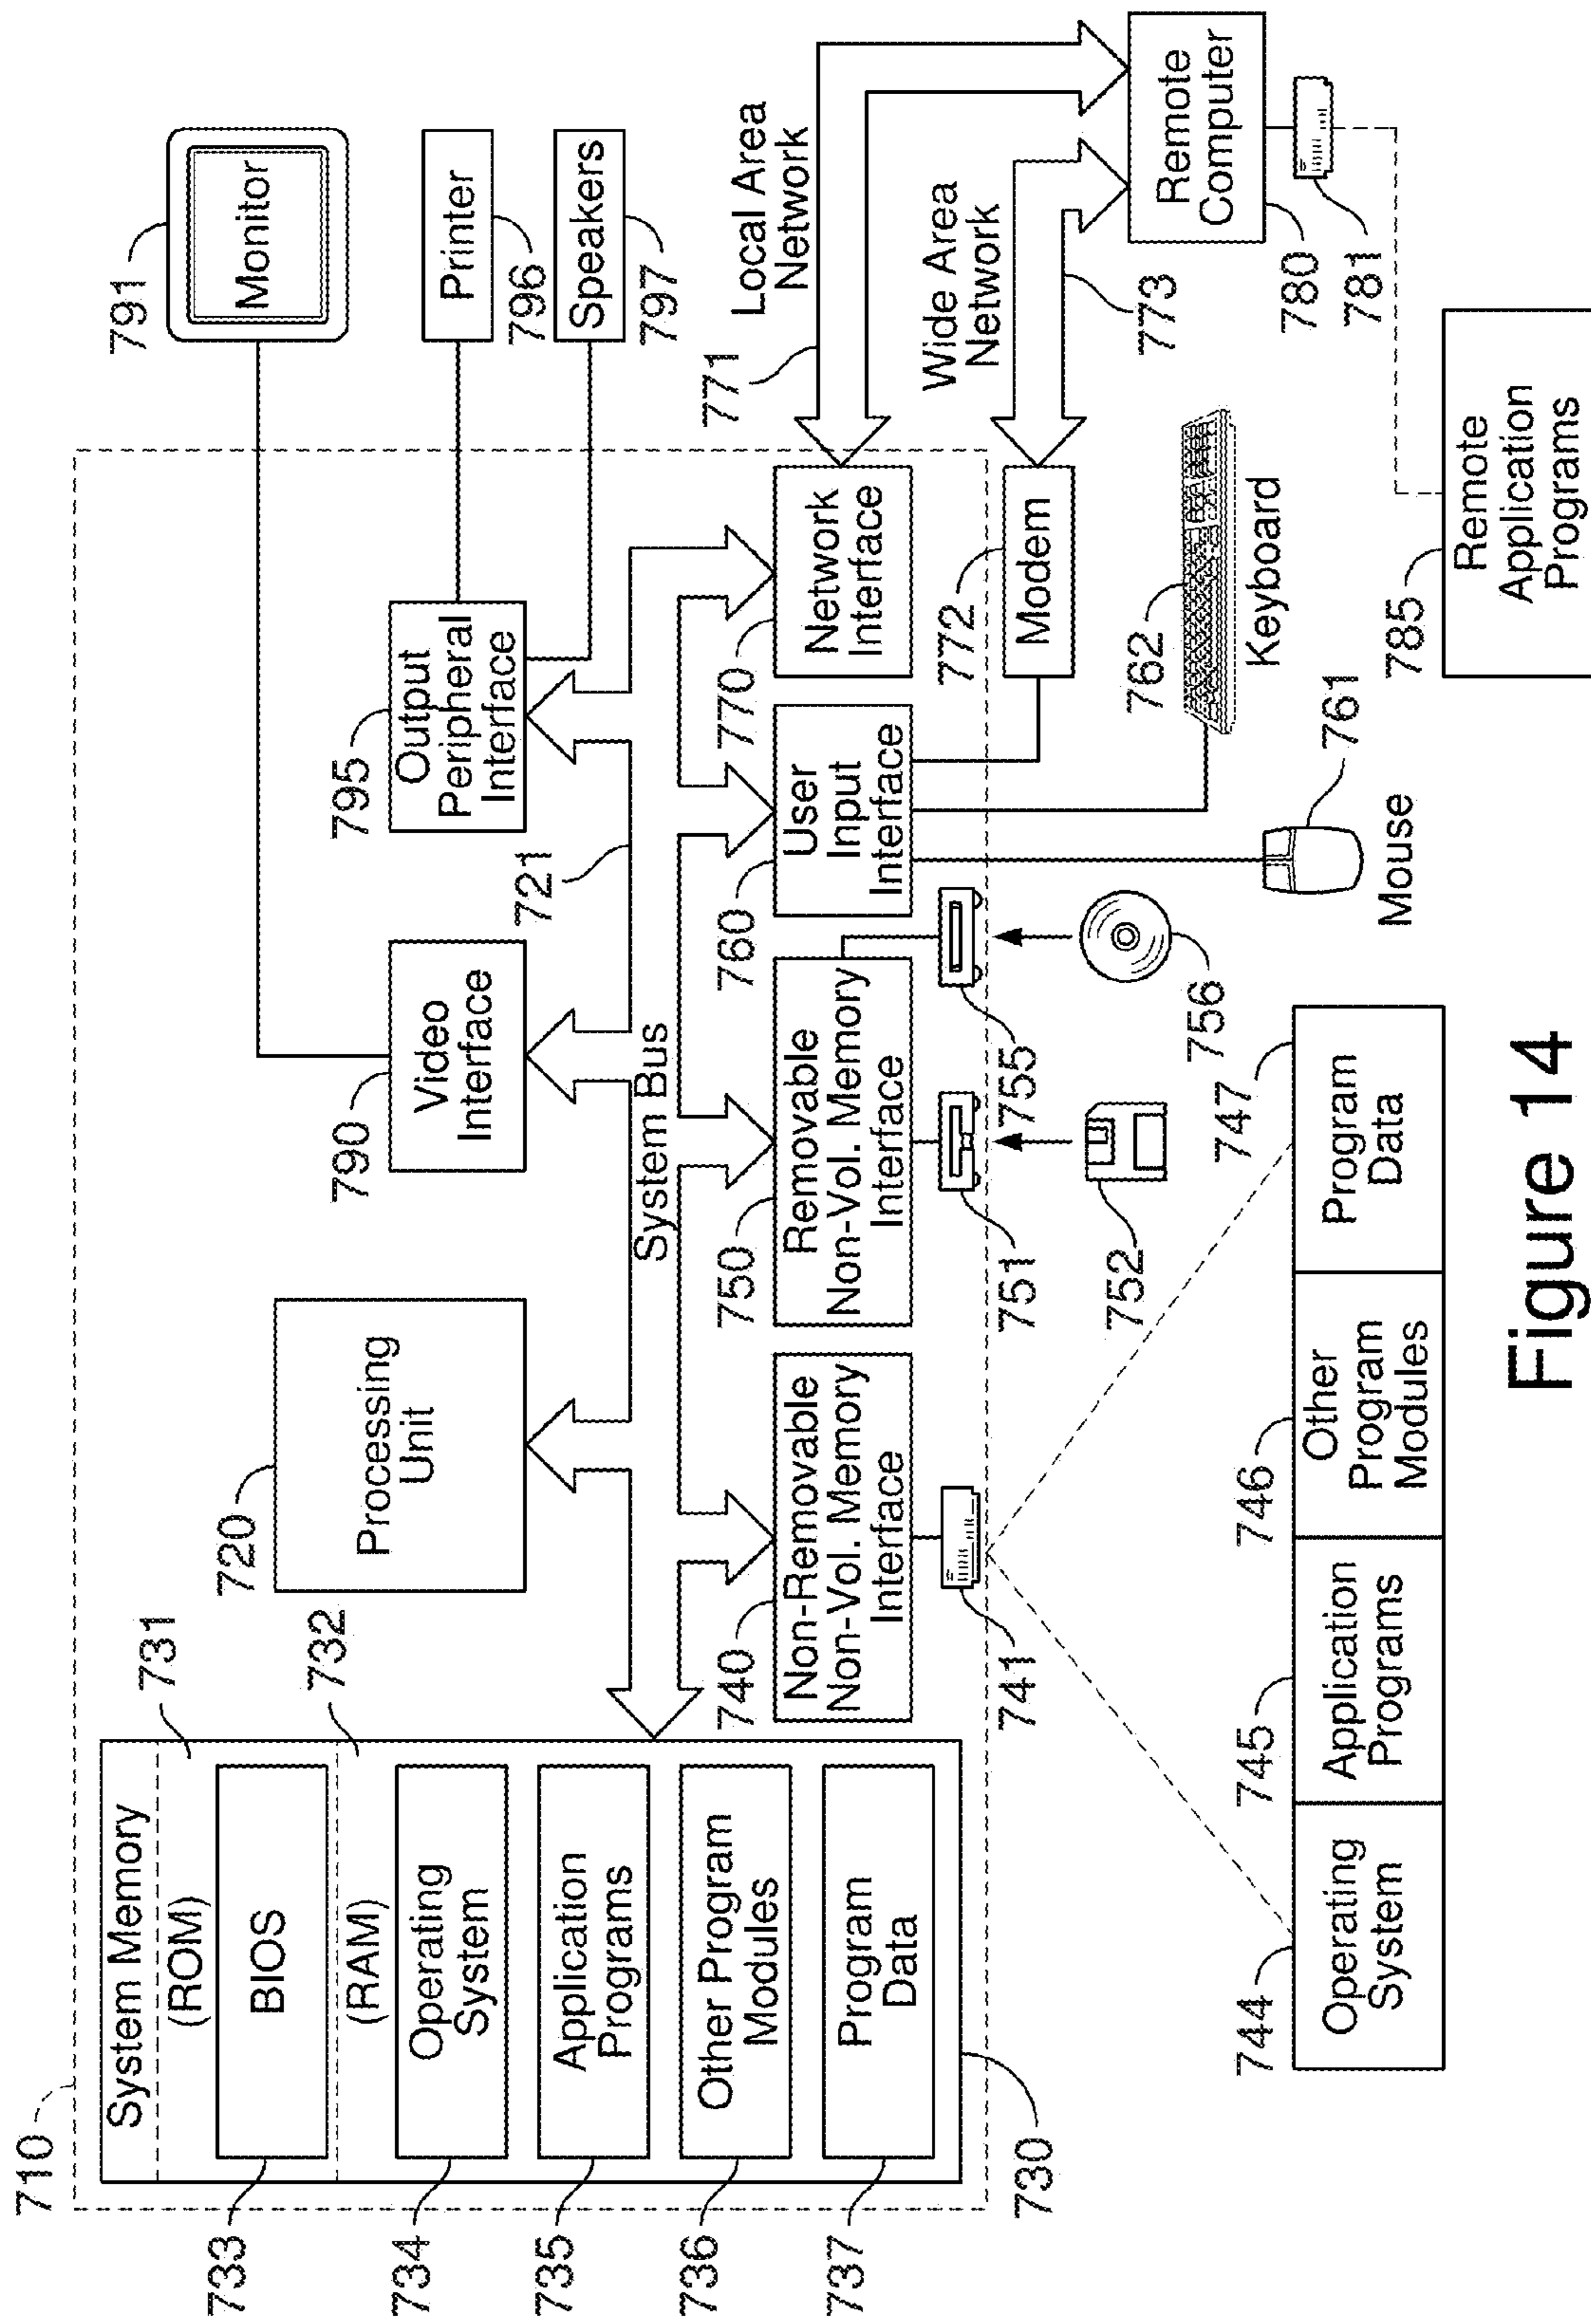 710
System Memory
(ROM)
731
BIOS
733
(RAM)
732
Operating
System
734
Application
Programs
735
Other Program
Modules
736
Program
Data
737
730
720
Processing
Unit
790
Video
Interface
795
Output
Peripheral
Interface
791
Monitor
Printer
796
Speakers
797
721
System Bus
740
Non-Removable
Non-Vol. Memory
Interface
750
Removable
Non-Vol. Memory
Interface
760
User
Input
Interface
770
Network
Interface
771
Local Area
Network
741
751
755
752
756
772
Modem
Wide Area
Network
773
Remote
Computer
780
781
762
Keyboard
761
Mouse
785
Remote
Application
Programs
744
Operating
System
745
Application
Programs
746
Other
Program
Modules
747
Program
Data
Figure 14